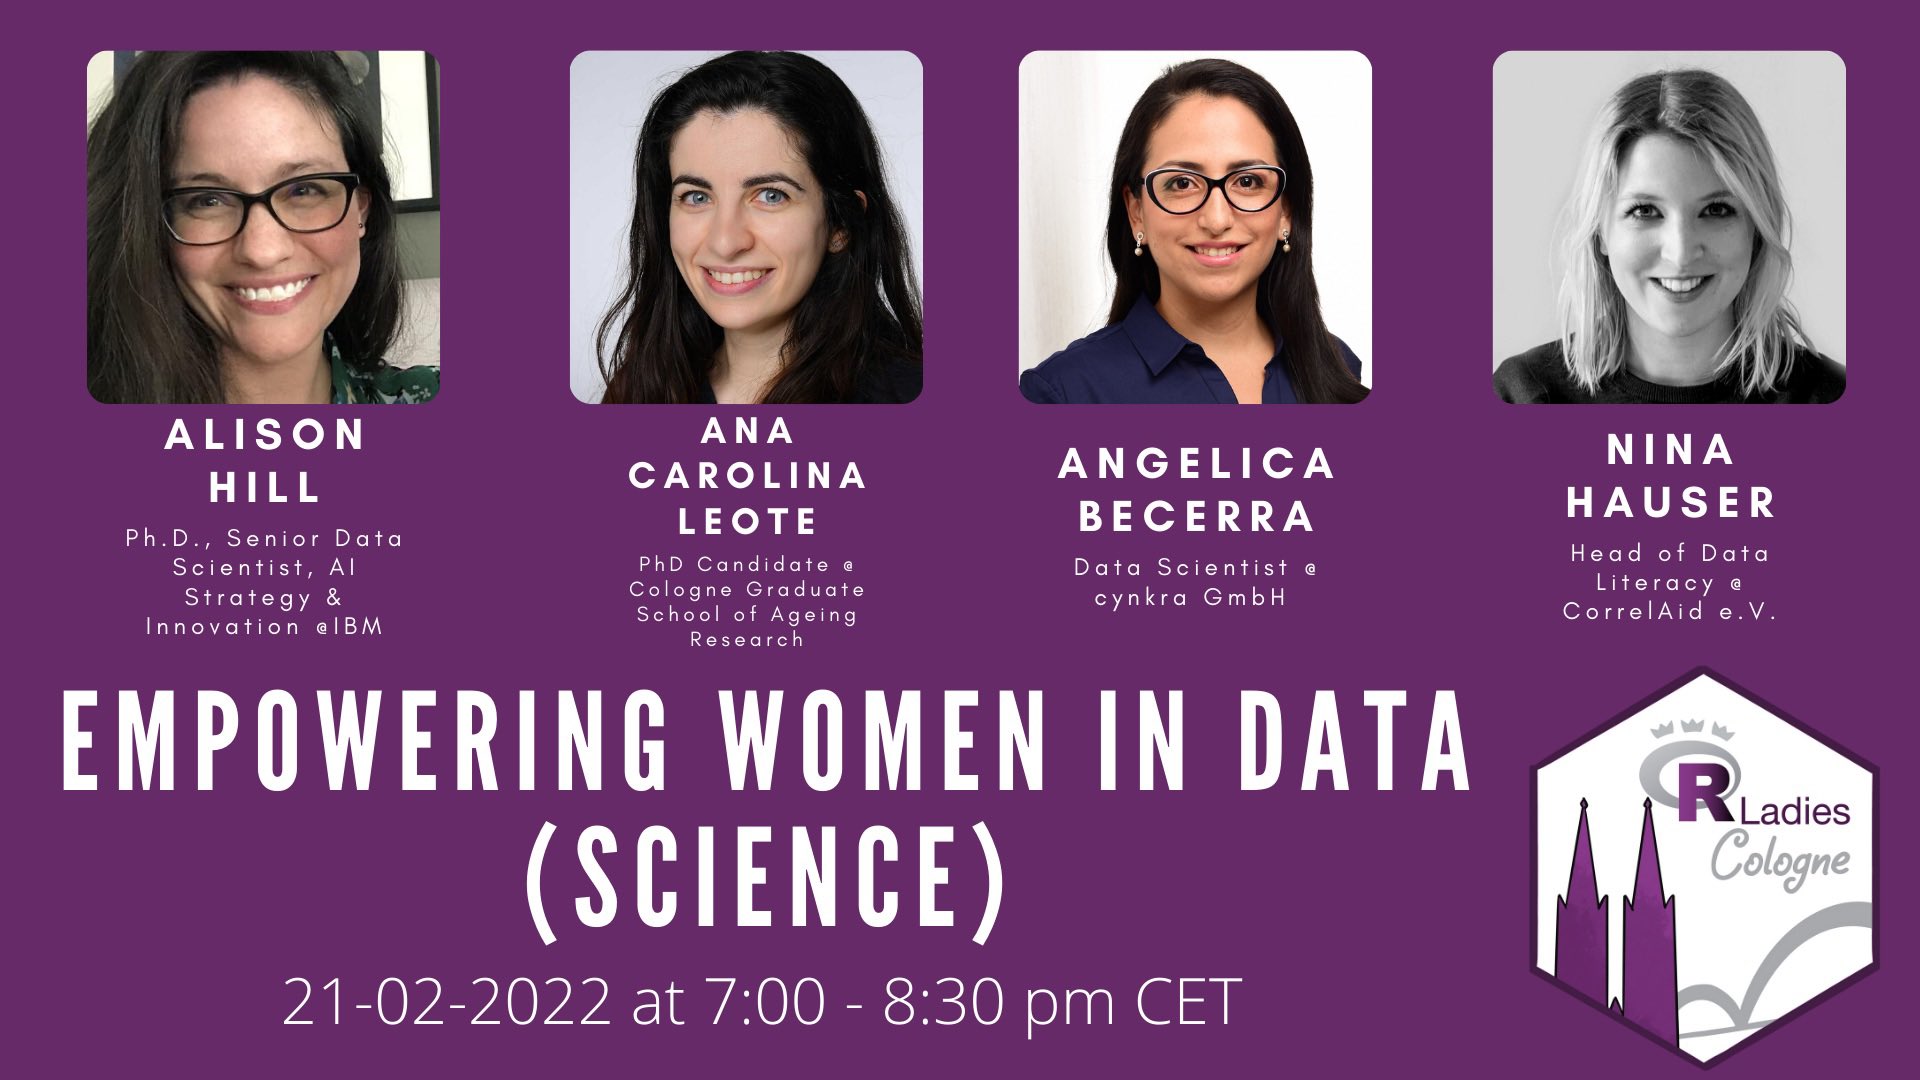 ALISON
HILL
Ph.D., Senior Data
Scientist, AI
Strategy &
Innovation @IBM
ANA
CAROLINA
LEOTE
PhD Candidate @
Cologne Graduate
School of Ageing
Research
ANGELICA
BECERRA
Data Scientist @
cynkra GmbH
NINA
HAUSER
Head of Data
Literacy @
CorrelAid e.V.
EMPOWERING WOMEN IN DATA
(SCIENCE)
21-02-2022 at 7:00 - 8:30 pm CET
R Ladies
Cologne